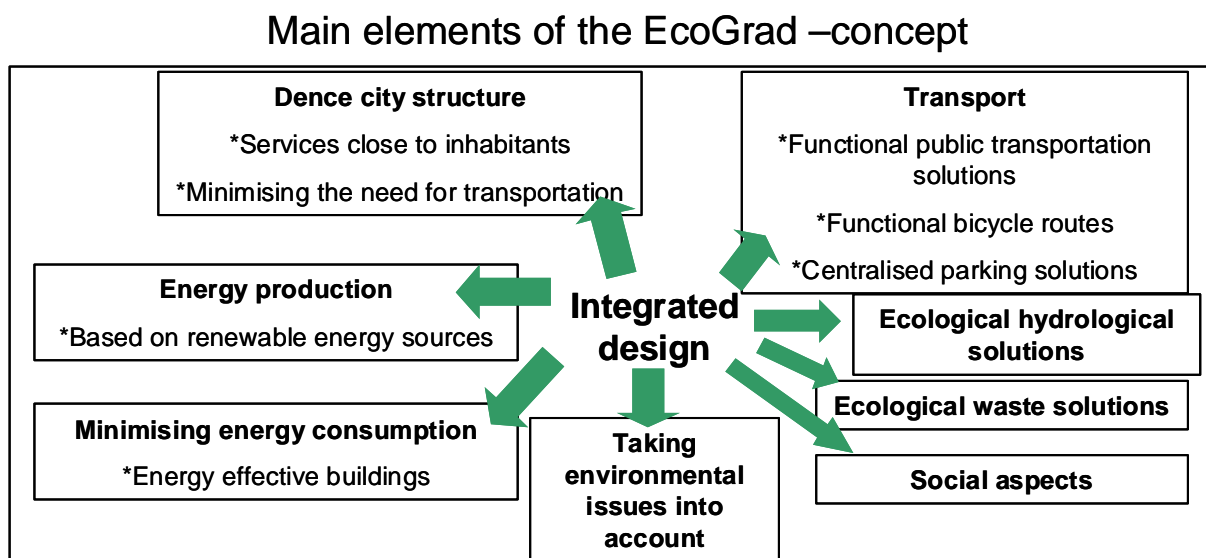 Main elements of the EcoGrad –concept
Dence city structure
*Services close to inhabitants
*Minimising the need for transportation
Transport
*Functional public transportation
solutions
*Functional bicycle routes
*Centralised parking solutions
Energy production
*Based on renewable energy sources
Integrated
design
Ecological hydrological
solutions
Ecological waste solutions
Minimising energy consumption
*Energy effective buildings
Taking
environmental
issues into
account
Social aspects